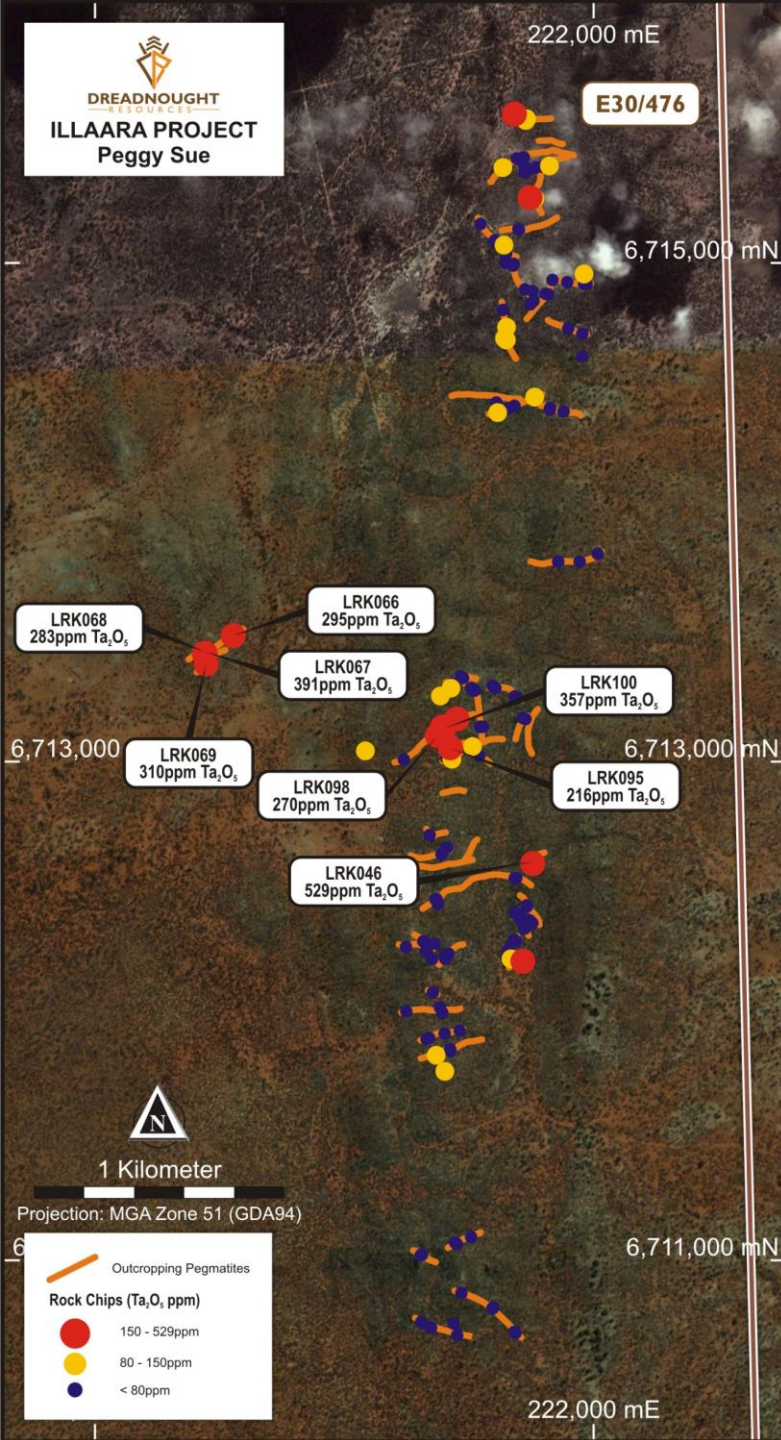 222,000 mE
DREADNOUGHT
RESOURCES
ILLAARA PROJECT
Peggy Sue
E30/476
6,715,000 mN
LRK066
295ppm Ta₂O₅
LRK068
283ppm Ta₂O₅
LRK067
391ppm Ta₂O₅
LRK100
357ppm Ta₂O₅
6,713,000
6,713,000 mN
LRK069
310ppm Ta₂O₅
LRK098
270ppm Ta₂O₅
LRK095
216ppm Ta₂O₅
LRK046
529ppm Ta₂O₅
N
1 Kilometer
Projection: MGA Zone 51 (GDA94)
6
6,711,000 mN
Outcropping Pegmatites
Rock Chips (Ta₂O₅ ppm)
150 - 529ppm
80 - 150ppm
< 80ppm
222,000 mE